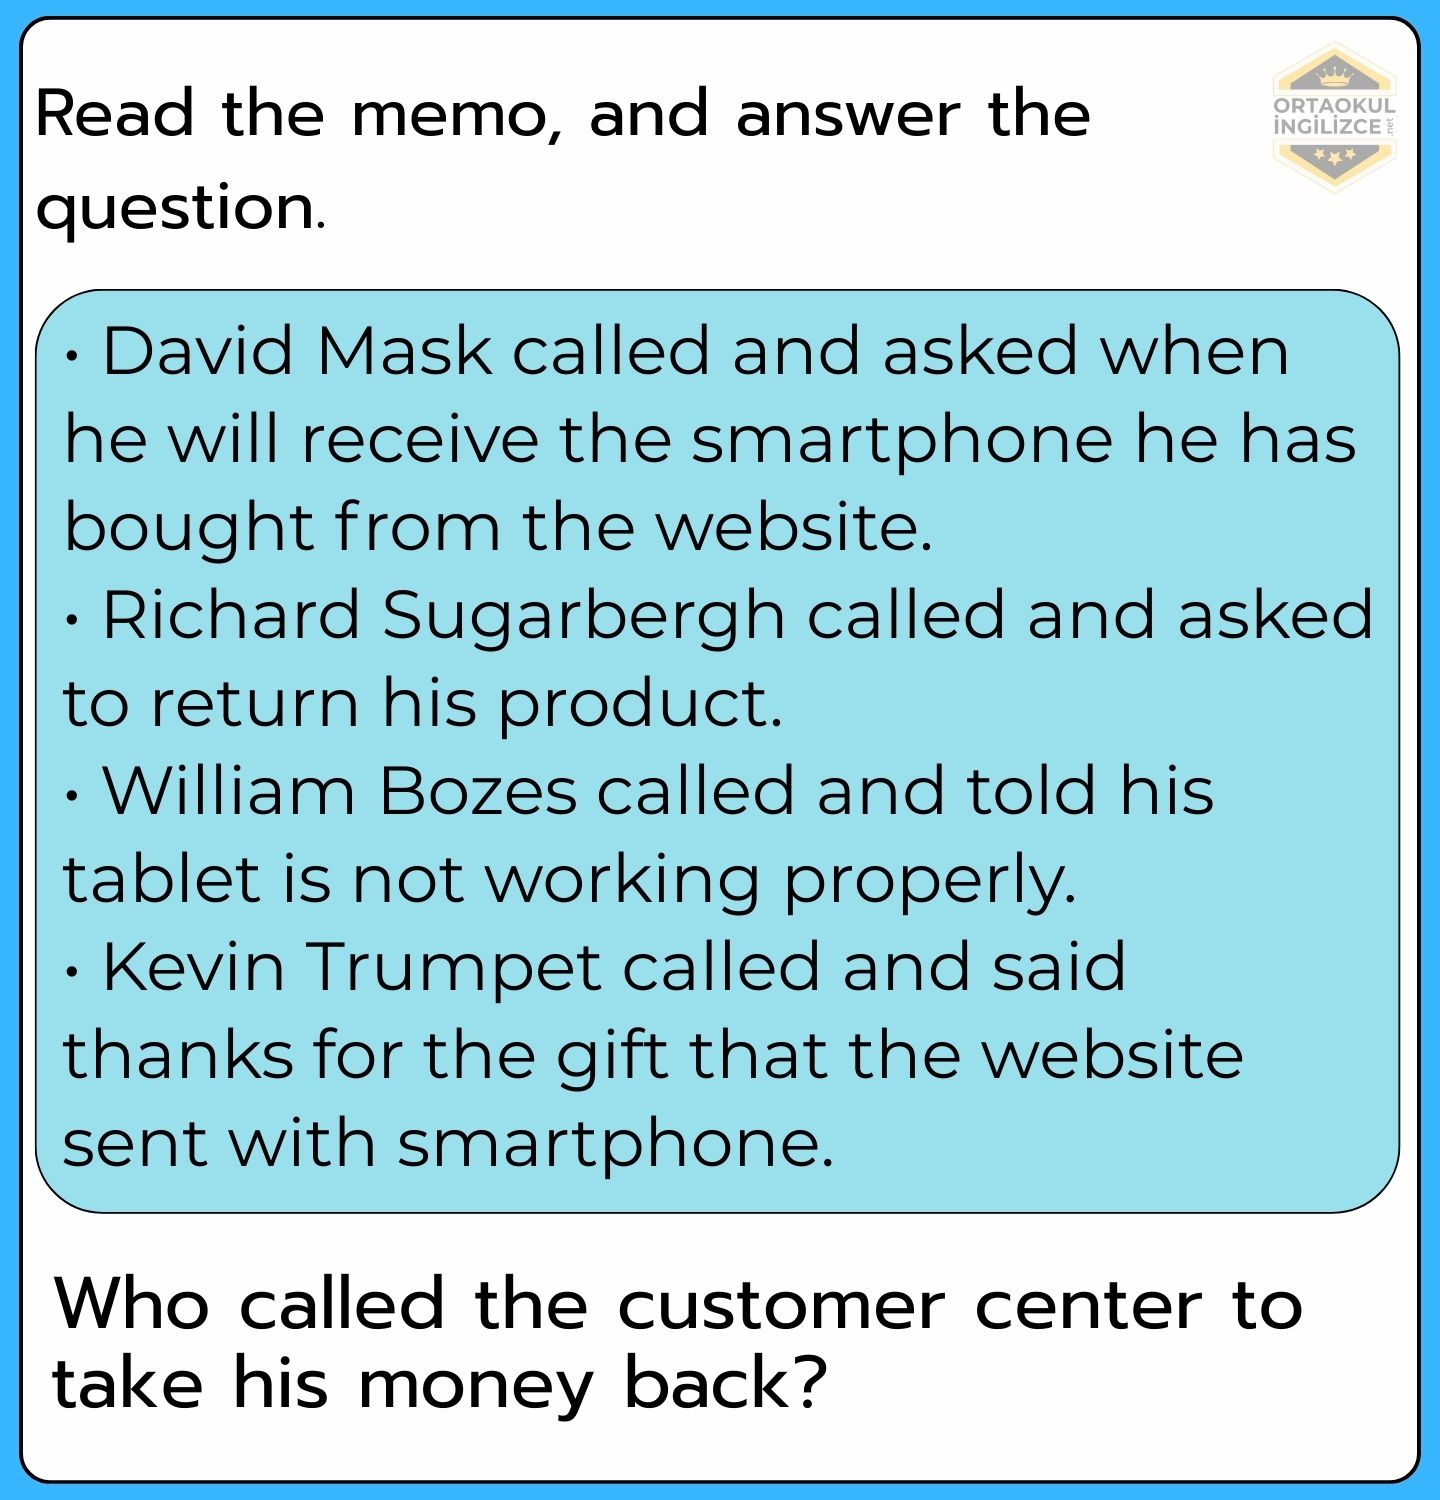 Read the memo, and answer the
question.
ORTAOKUL
İNGİLİZCE
.net
• David Mask called and asked when
he will receive the smartphone he has
bought from the website.
• Richard Sugarbergh called and asked
to return his product.
• William Bozes called and told his
tablet is not working properly.
• Kevin Trumpet called and said
thanks for the gift that the website
sent with smartphone.
Who called the customer center to
take his money back?